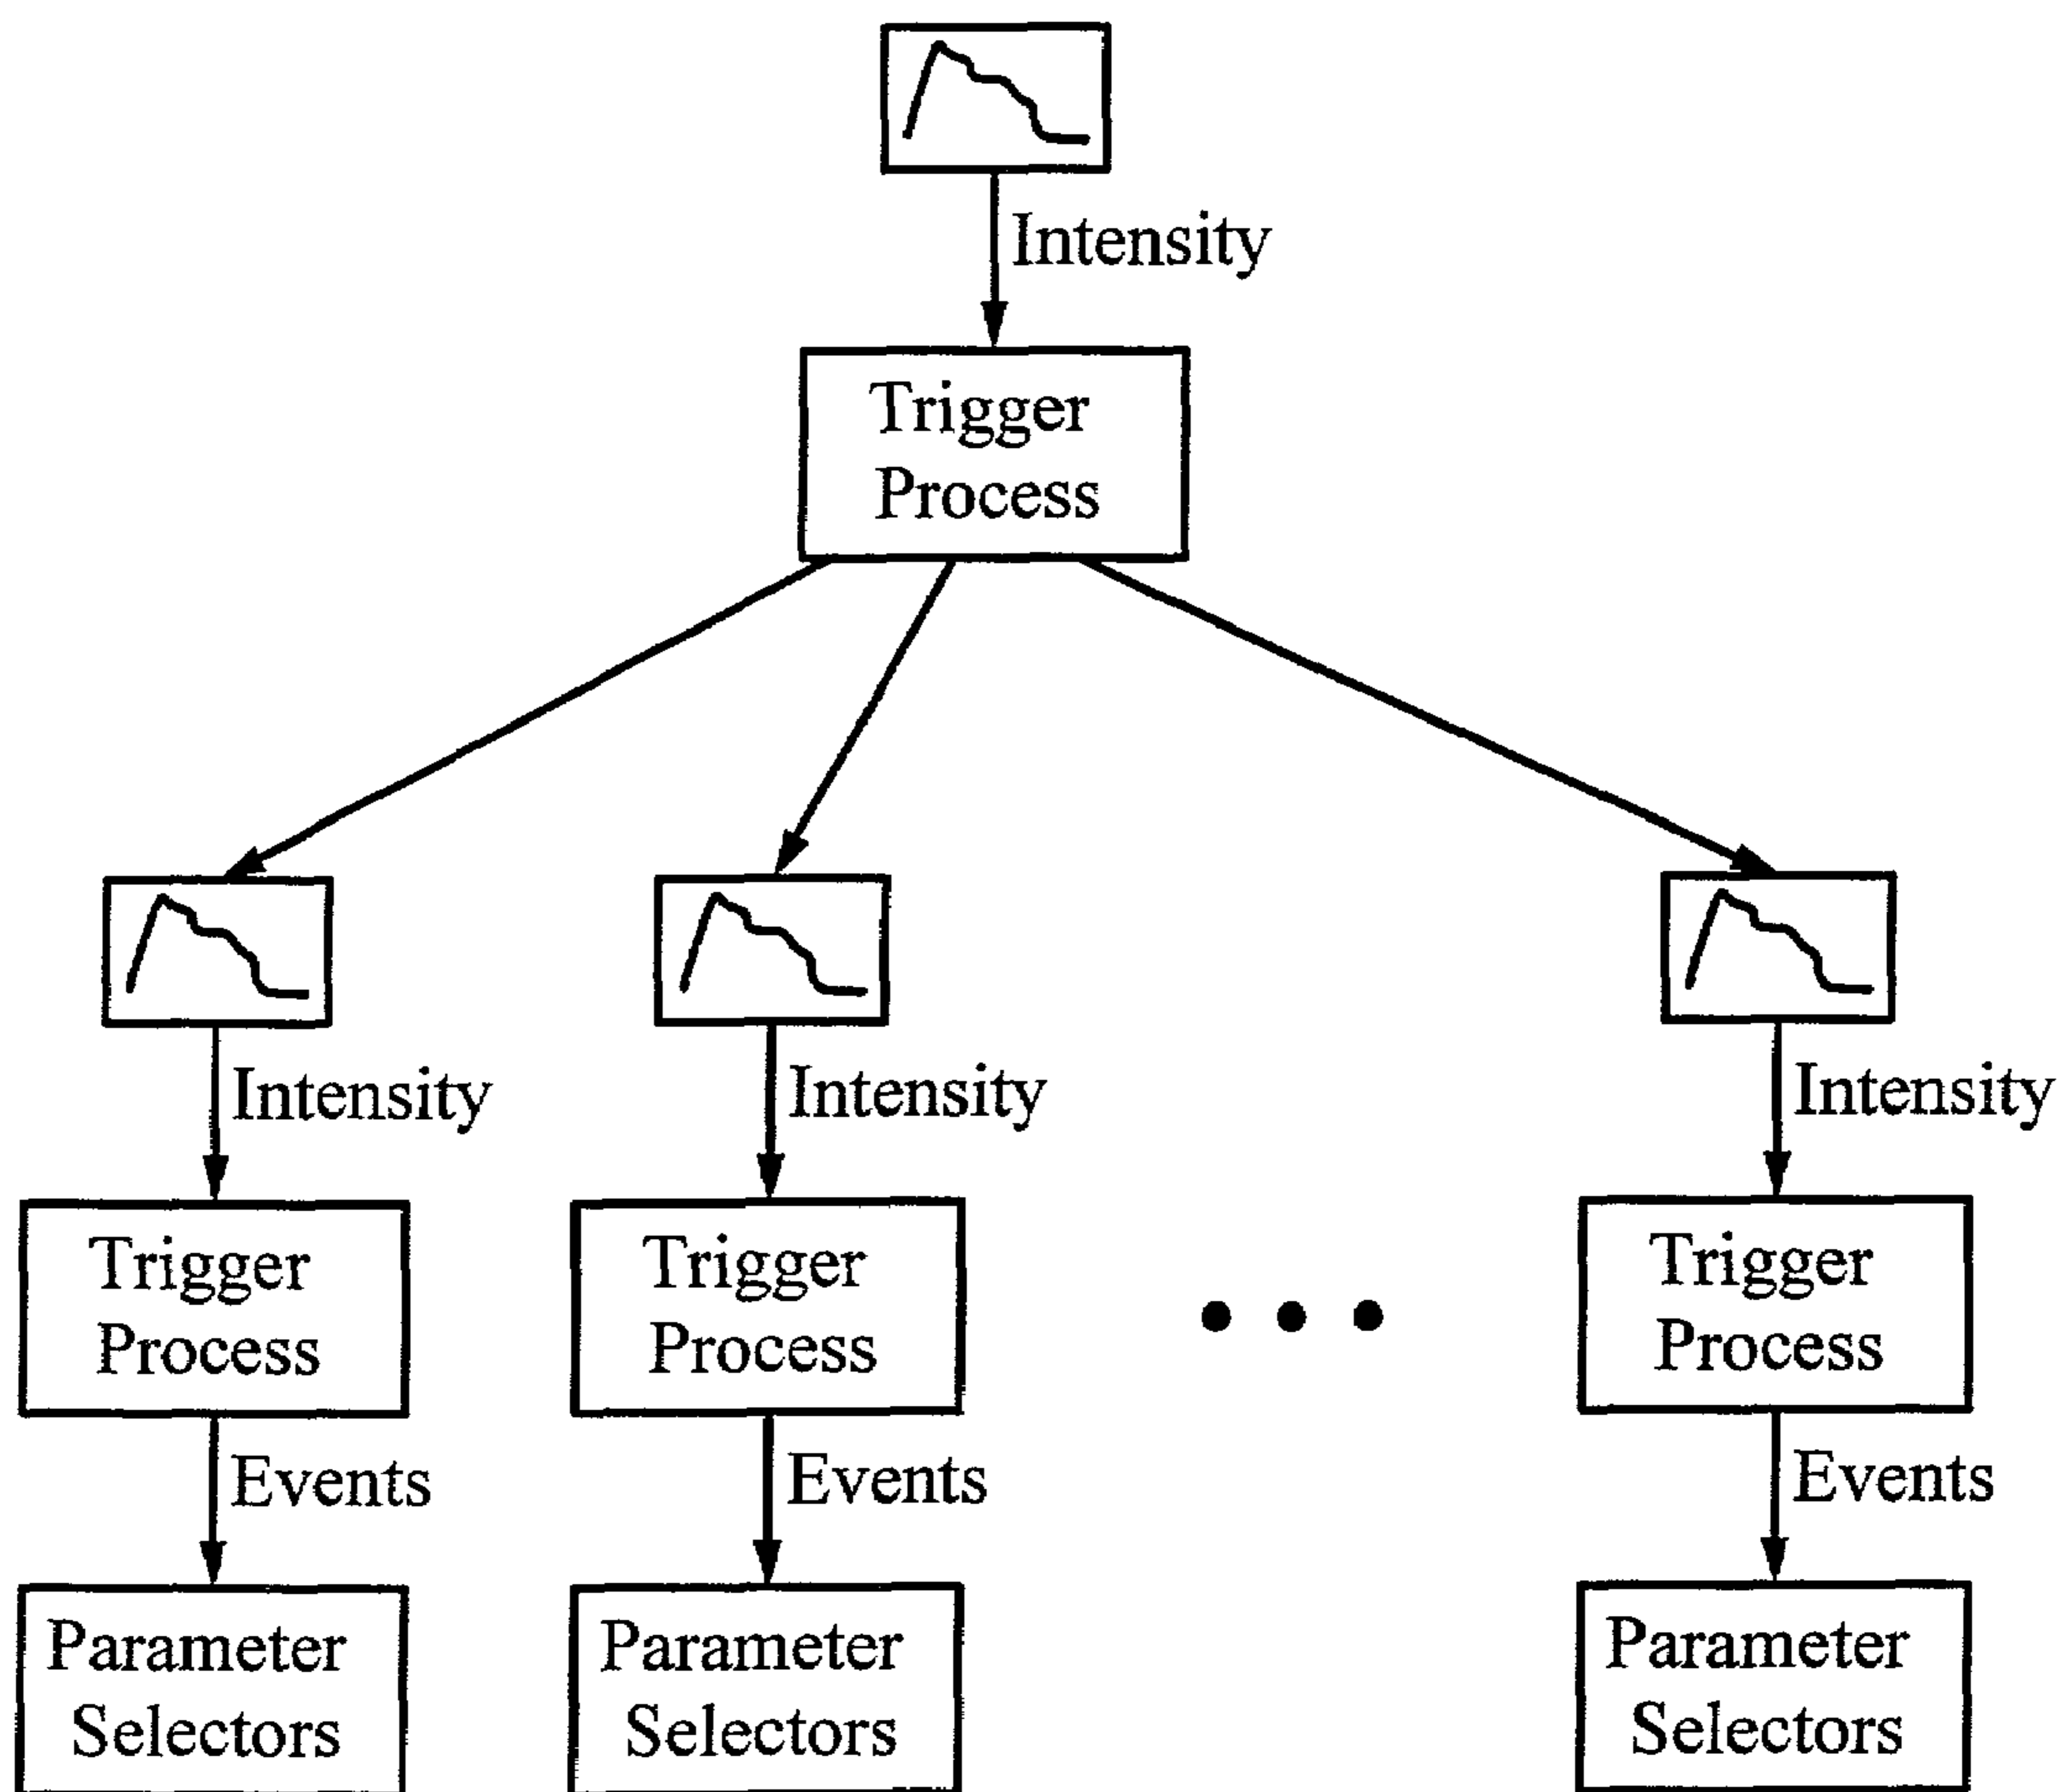 Intensity
Trigger
Process
Intensity
Intensity
Intensity
Trigger
Process
Trigger
Process
Trigger
Process
Events
Events
Events
Parameter
Selectors
Parameter
Selectors
Parameter
Selectors